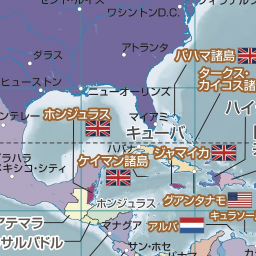 セントルイス
ワシントンD.C.
ダラス
アトランタ
バハマ諸島
ヒューストン
タークス・
カイコス諸島
ニューオーリンズ
ホンジュラス
マイアミ
キューバ
ハイ
ハバナ
ジャマイカ
ケイマン諸島
キシコ・シティ
グアンタナモ
ホンジュラス
キュラソー
アテマラ
マナグア
アルバ
サルバドル
サン・ホセ